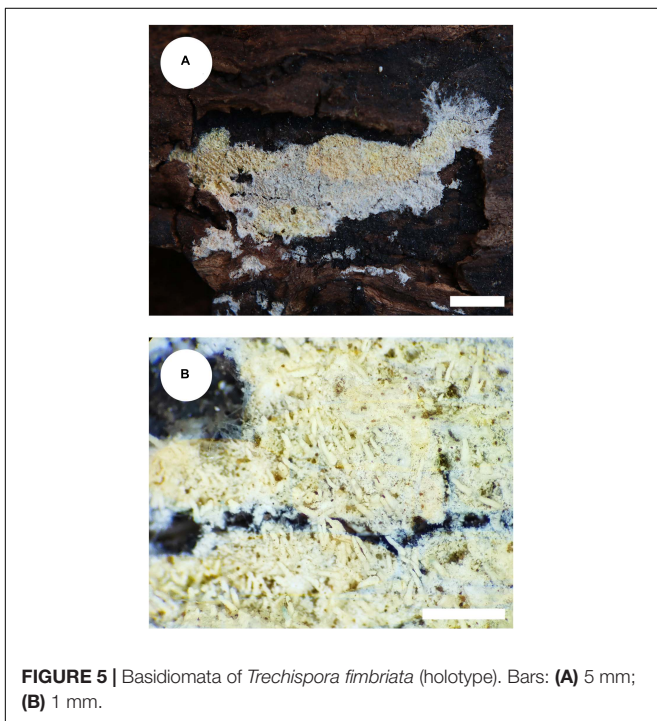 A
B
FIGURE 5 | Basidiomata of Trechispora fimbriata (holotype). Bars: (A) 5 mm;
(B) 1 mm.